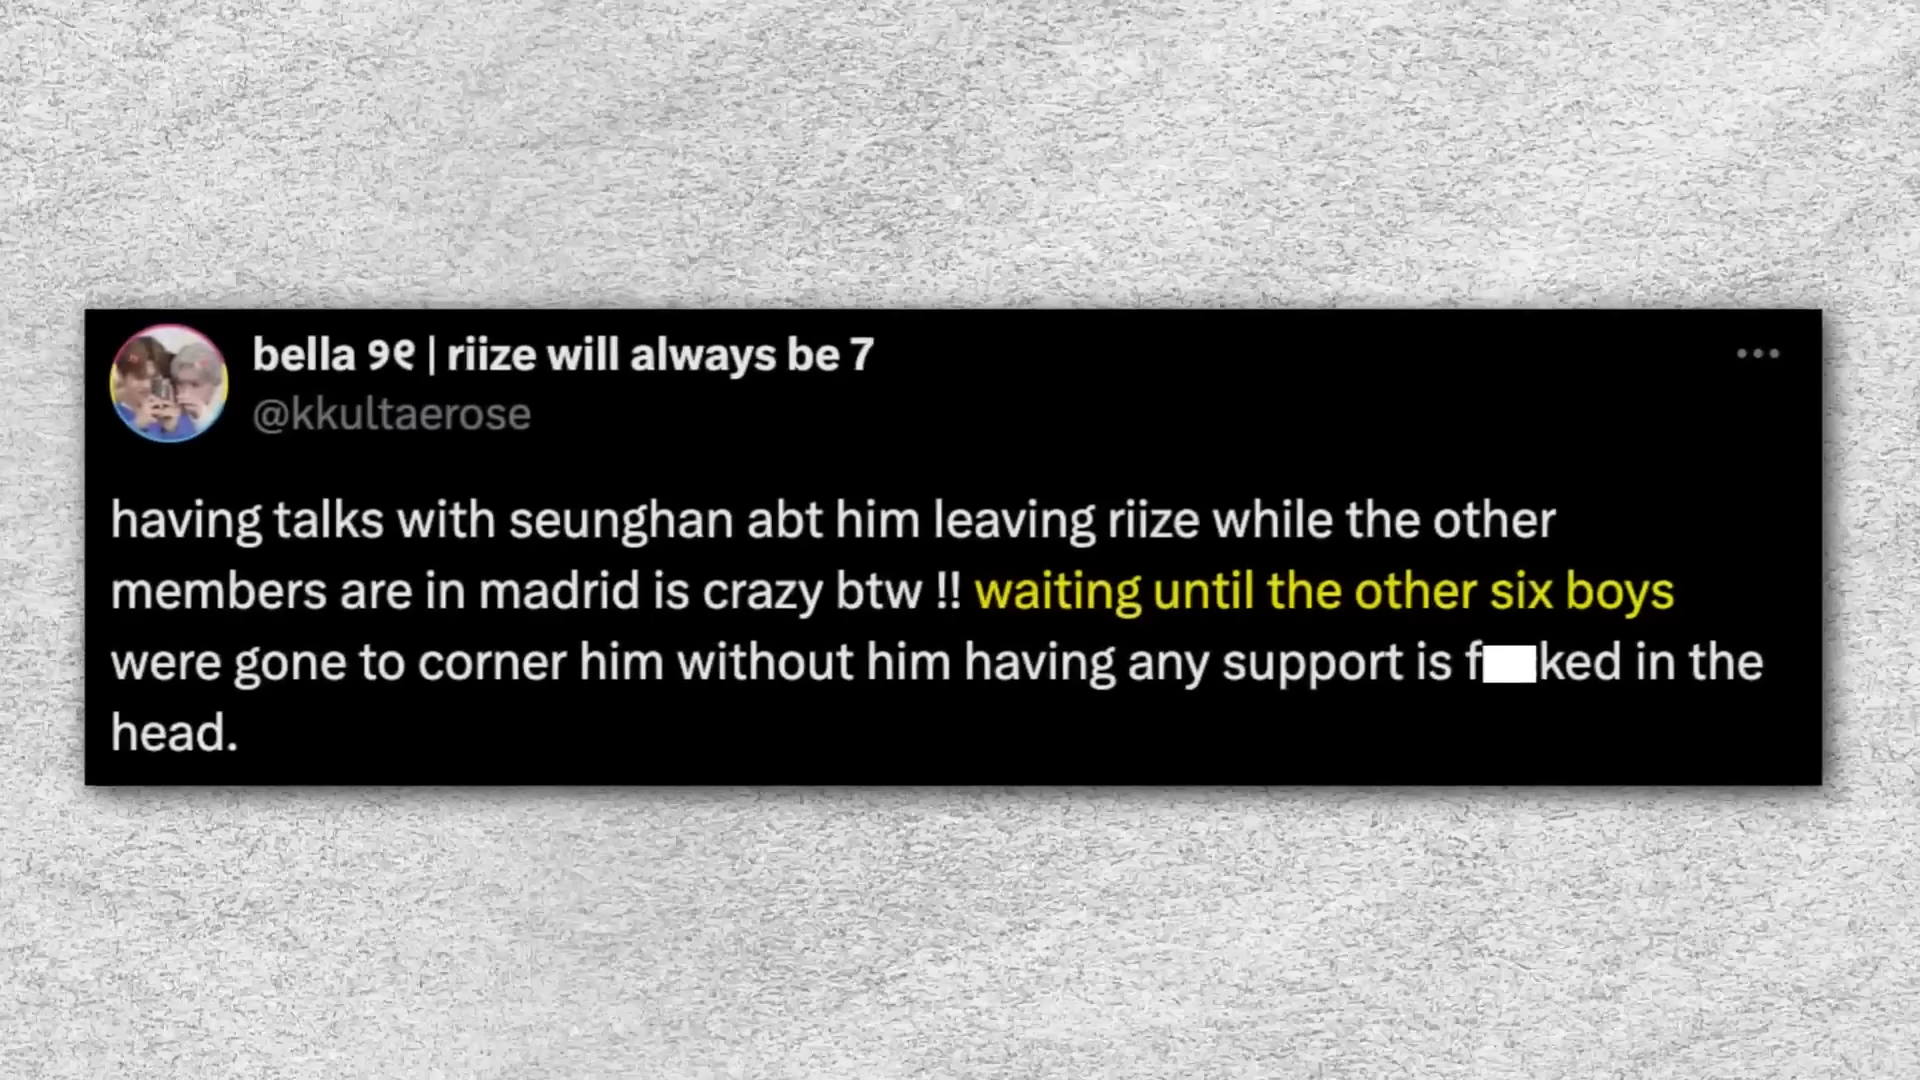 bella ୨୧ | riize will always be 7
@kkultaerose
having talks with seunghan abt him leaving riize while the other
members are in madrid is crazy btw !! waiting until the other six boys
were gone to corner him without him having any support is f ked in the
head.